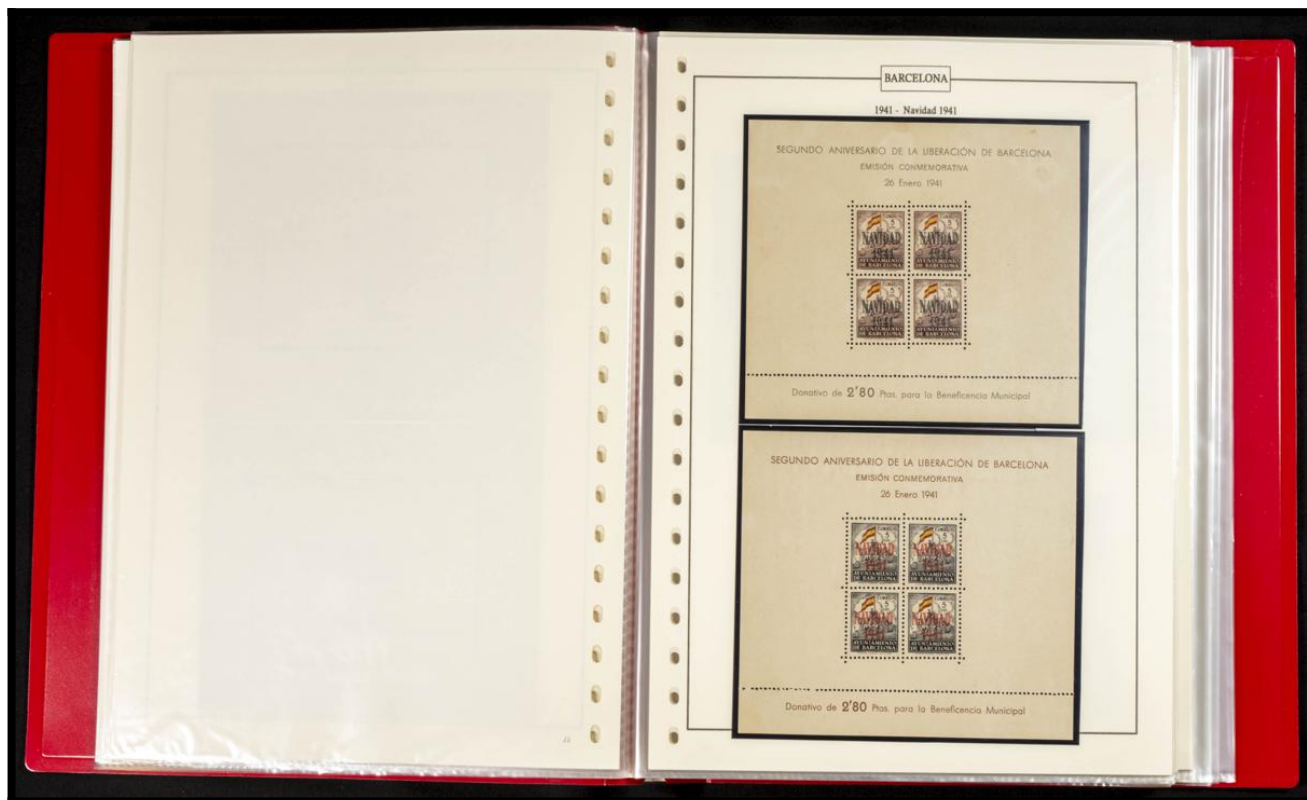 BARCELONA
1941 - Navidad 1941
SEGUNDO ANIVERSARIO DE LA LIBERACIÓN DE BARCELONA
EMISIÓN CONMEMORATIVA
26 Enero 1941
NAVIDAD
1941
AYUNTAMIENTO
DE BARCELONA
NAVIDAD
1941
AYUNTAMIENTO
DE BARCELONA
NAVIDAD
1941
AYUNTAMIENTO
DE BARCELONA
NAVIDAD
1941
AYUNTAMIENTO
DE BARCELONA
Donativo de 2'80 Ptas. para la Beneficencia Municipal
SEGUNDO ANIVERSARIO DE LA LIBERACIÓN DE BARCELONA
EMISIÓN CONMEMORATIVA
26 Enero 1941
NAVIDAD
AYUNTAMIENTO
DE BARCELONA
NAVIDAD
AYUNTAMIENTO
DE BARCELONA
NAVIDAD
AYUNTAMIENTO
DE BARCELONA
NAVIDAD
AYUNTAMIENTO
DE BARCELONA
Donativo de 2'80 Ptas. para la Beneficencia Municipal